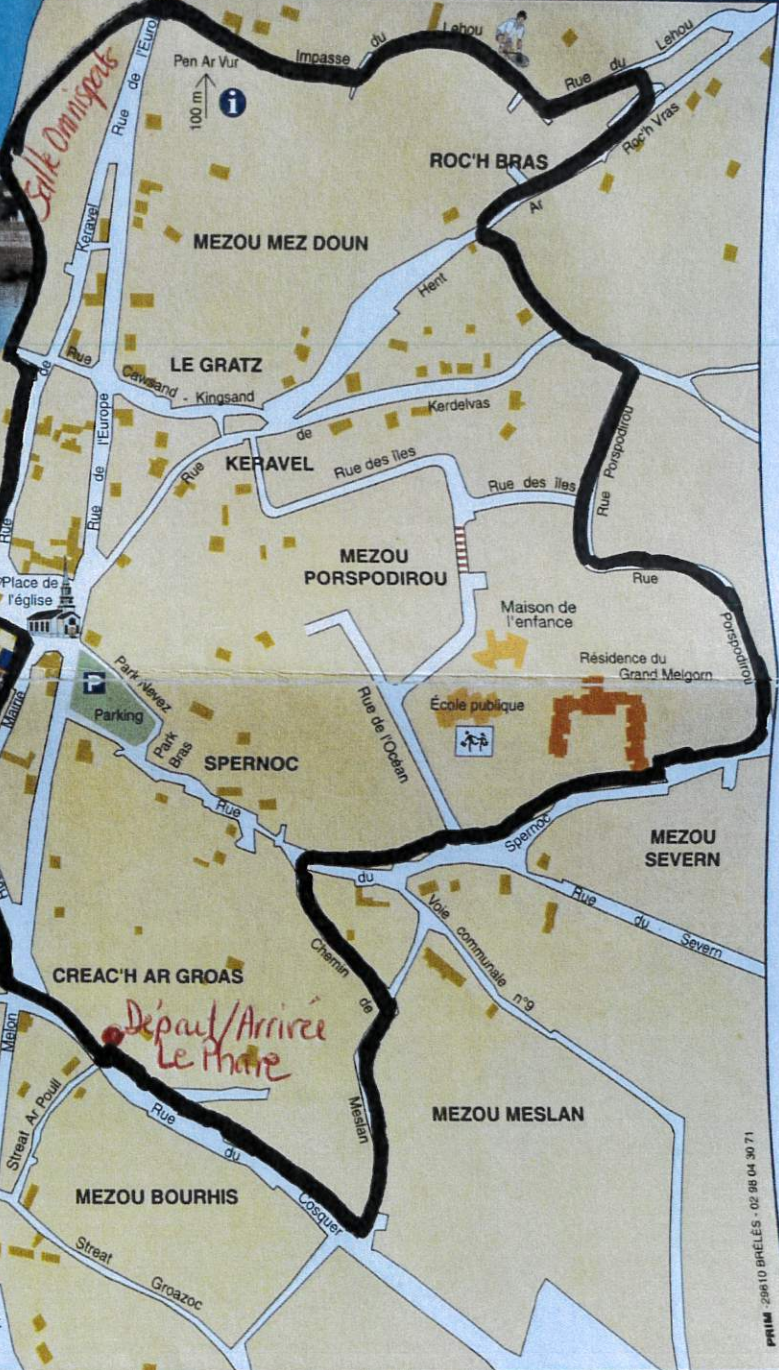 Salle Omnisports
Rue de l'Euro
Pen Ar Vur
100 m
i
Impasse du Lehou
Rue du Lehou
Roc'h Vras
ROC'H BRAS
Ar
Hent
MEZOU MEZ DOUN
Keravel
de
Rue
LE GRATZ
Rue Cawsand - Kingsand
Rue de Kerdelvas
Rue de l'Europe
KERAVEL
Rue des îles
Rue des îles
Rue Porspodirou
MEZOU
PORSPODIROU
Rue Porspodirou
Place de
l'église
Maison de
l'enfance
Résidence du
Grand Melgorn
École publique
Mairie
P
Parking
Park Nevez
Park
Bras
Rue de l'Océan
SPERNOC
Rue du Spernoc
MEZOU
SEVERN
Rue du Severn
Voie communale n°9
Chemin de Meslan
CREAC'H AR GROAS
Départ/Arrivée
Le Phare
Melon
Streat Ar Poull
Rue du Cosquer
MEZOU MESLAN
MEZOU BOURHIS
Streat Groazoc
PRIM - 29810 BRÉLÈS - 02 98 04 30 71